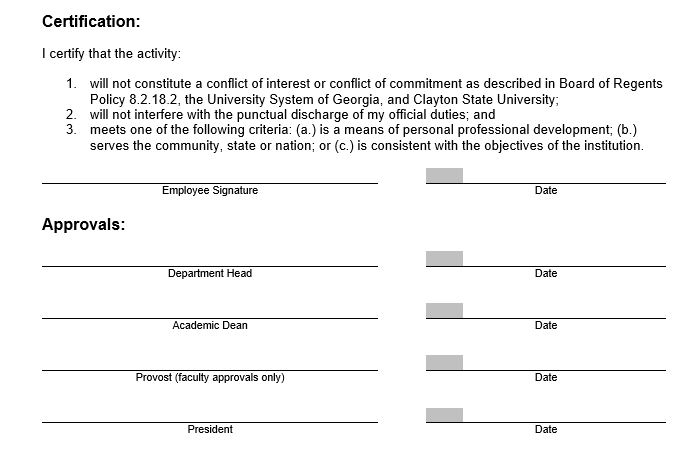 Certification:
I certify that the activity:
1. will not constitute a conflict of interest or conflict of commitment as described in Board of Regents
Policy 8.2.18.2, the University System of Georgia, and Clayton State University;
2. will not interfere with the punctual discharge of my official duties; and
3. meets one of the following criteria: (a.) is a means of personal professional development; (b.)
serves the community, state or nation; or (c.) is consistent with the objectives of the institution.
Employee Signature Date
Approvals:
Department Head Date
Academic Dean Date
Provost (faculty approvals only) Date
President Date